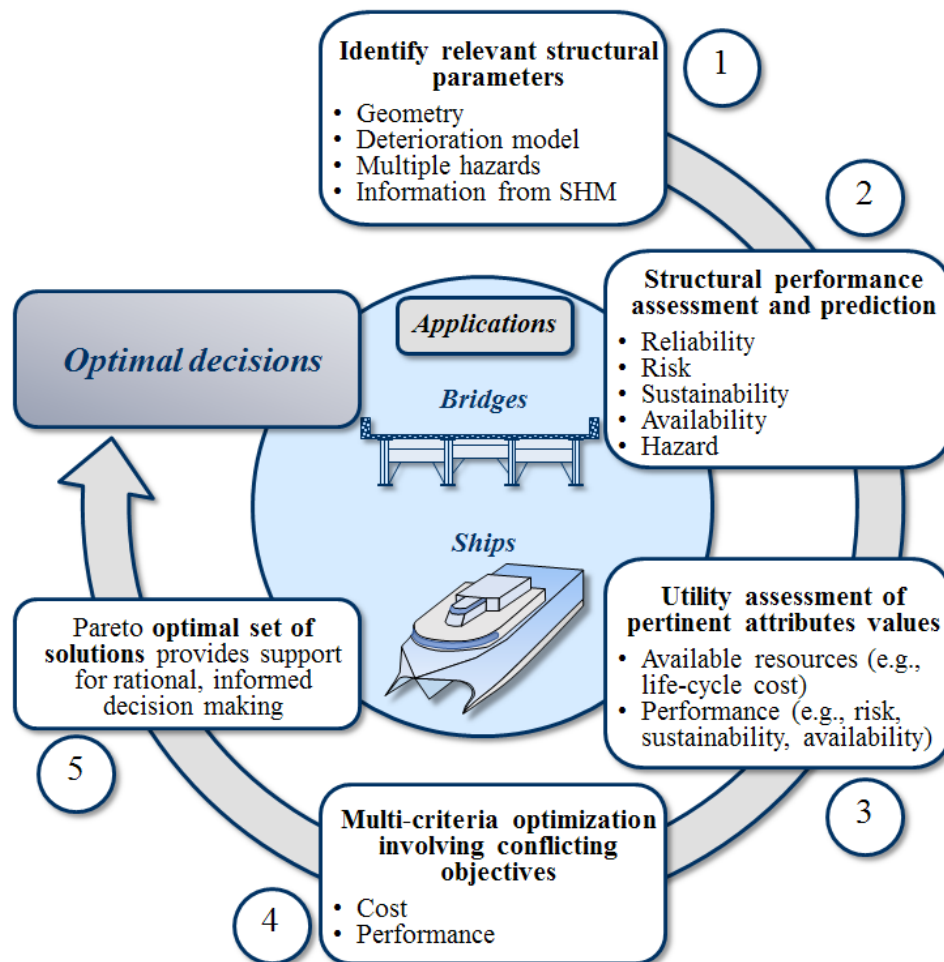 1
Identify relevant structural
parameters
• Geometry
• Deterioration model
• Multiple hazards
• Information from SHM
2
Structural performance
assessment and prediction
• Reliability
• Risk
• Sustainability
• Availability
• Hazard
Optimal decisions
Applications
Bridges
Ships
Utility assessment of
pertinent attributes values
• Available resources (e.g.,
life-cycle cost)
• Performance (e.g., risk,
sustainability, availability)
3
Multi-criteria optimization
involving conflicting
objectives
• Cost
• Performance
4
Pareto optimal set of
solutions provides support
for rational, informed
decision making
5